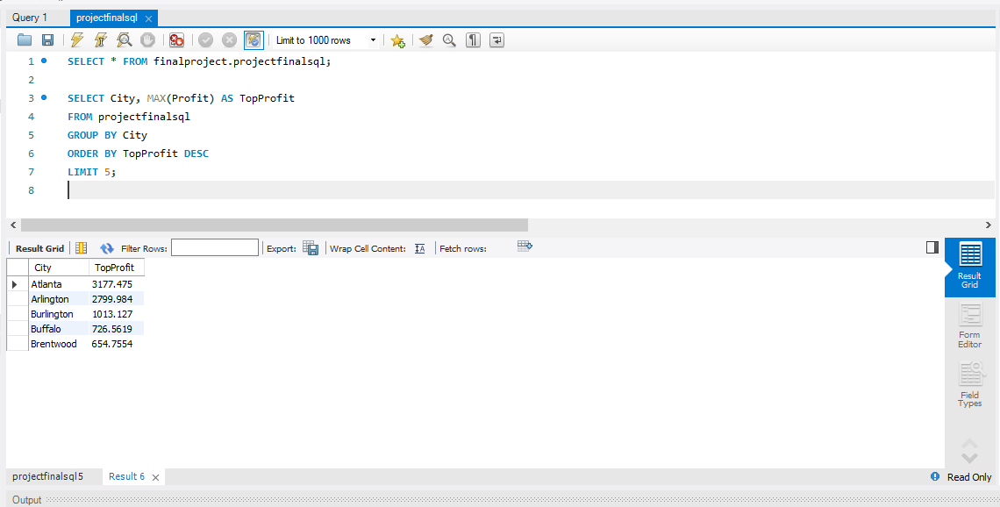 Query 1 projectfinalsql
Limit to 1000 rows
1 SELECT * FROM finalproject.projectfinalsql;
2
3 SELECT City, MAX(Profit) AS TopProfit
4 FROM projectfinalsql
5 GROUP BY City
6 ORDER BY TopProfit DESC
7 LIMIT 5;
8
Result Grid Filter Rows: Export: Wrap Cell Content: Fetch rows:
City TopProfit
Atlanta 3177.475
Arlington 2799.984
Burlington 1013.127
Buffalo 726.5619
Brentwood 654.7554
Result
Grid
Form
Editor
Field
Types
projectfinalsql5 Result 6 Read Only
Output